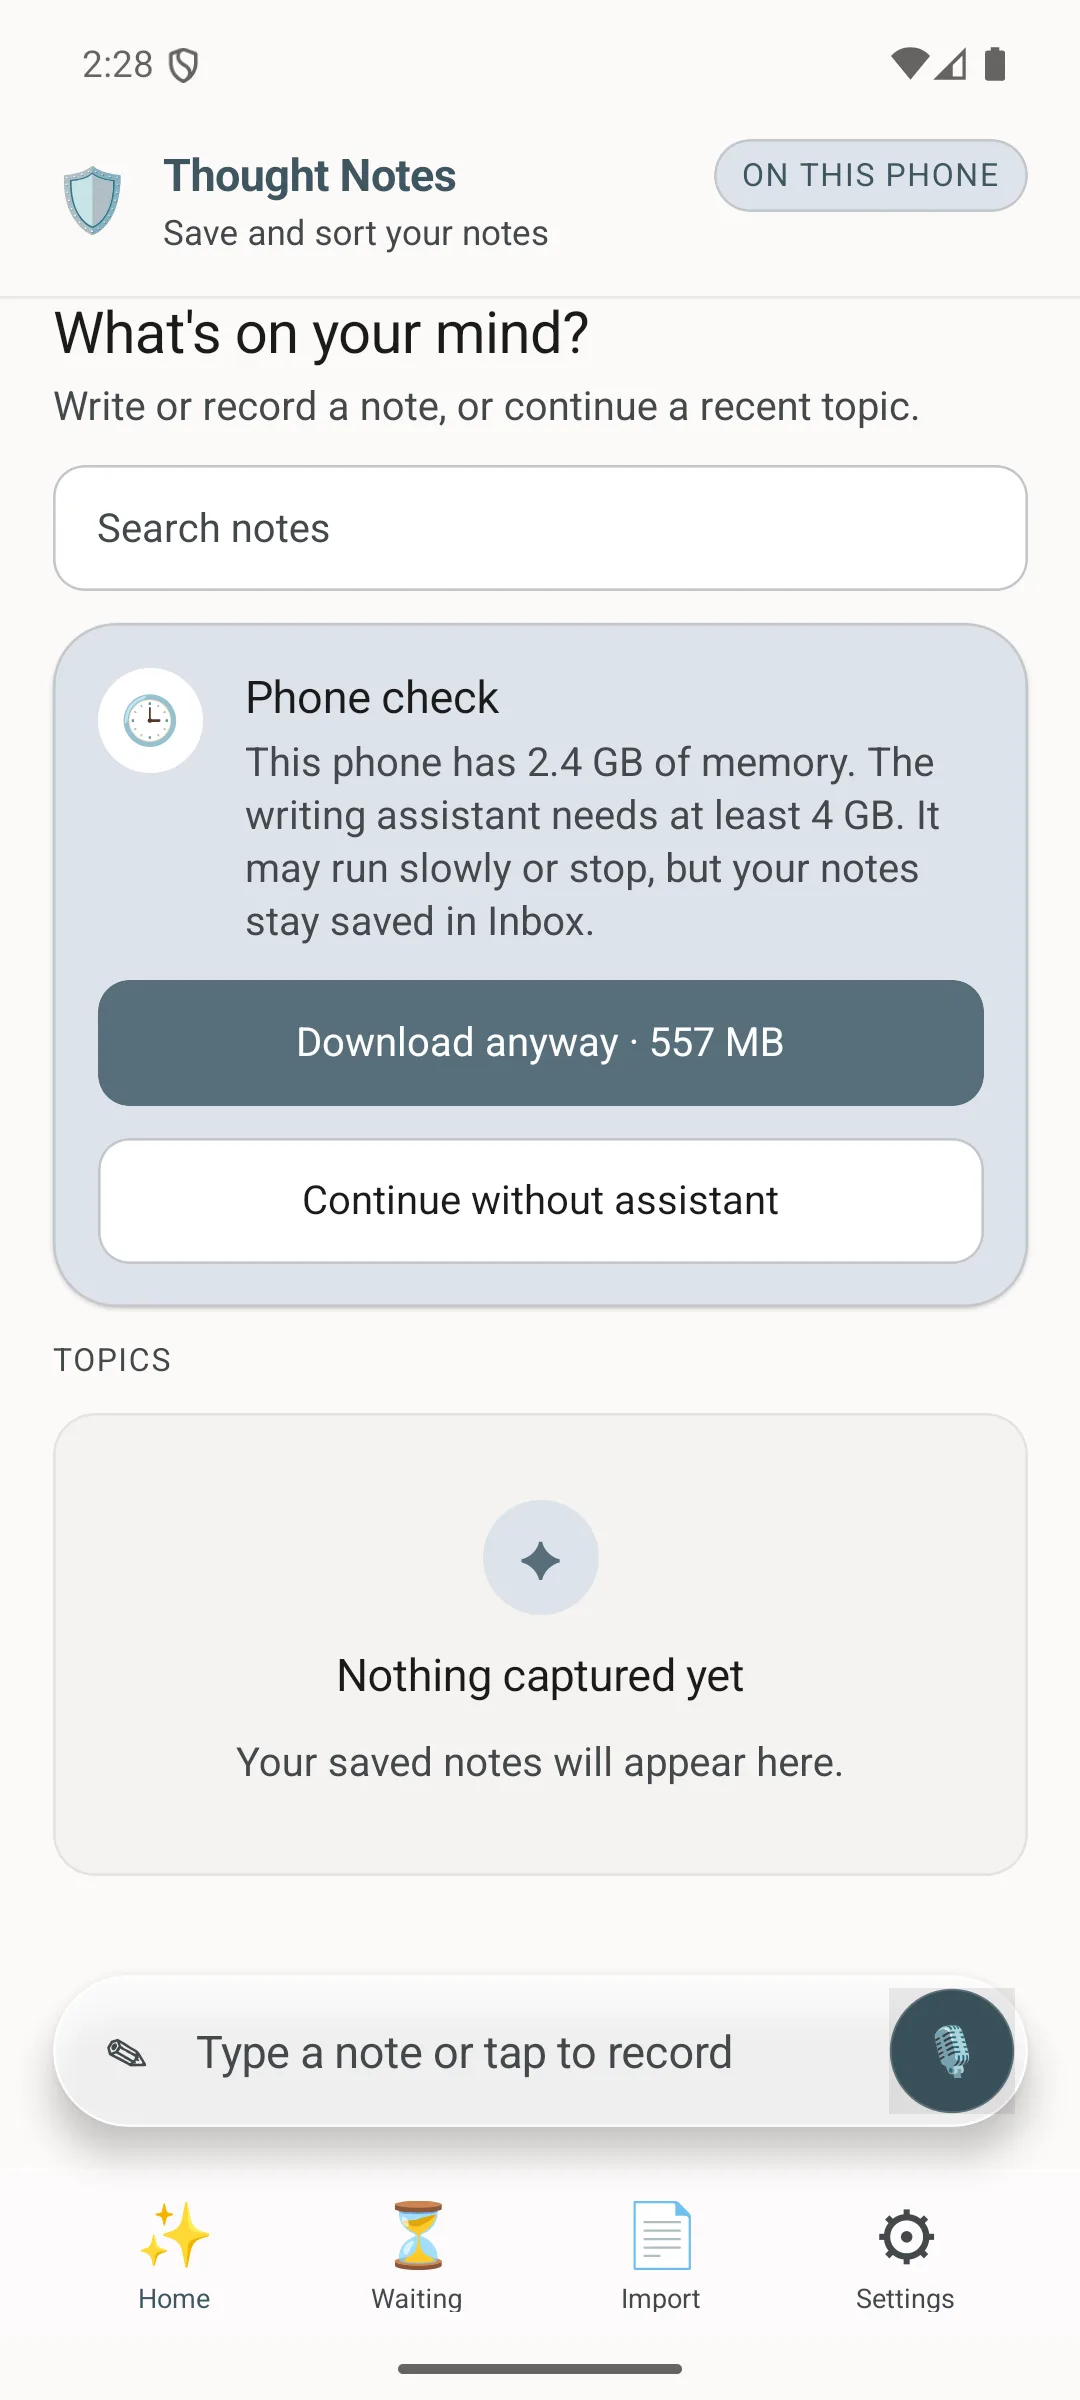 2:28
Thought Notes
ON THIS PHONE
Save and sort your notes
What's on your mind?
Write or record a note, or continue a recent topic.
Search notes
Phone check
This phone has 2.4 GB of memory. The
writing assistant needs at least 4 GB. It
may run slowly or stop, but your notes
stay saved in Inbox.
Download anyway · 557 MB
Continue without assistant
TOPICS
Nothing captured yet
Your saved notes will appear here.
Type a note or tap to record
Home
Waiting
Import
Settings